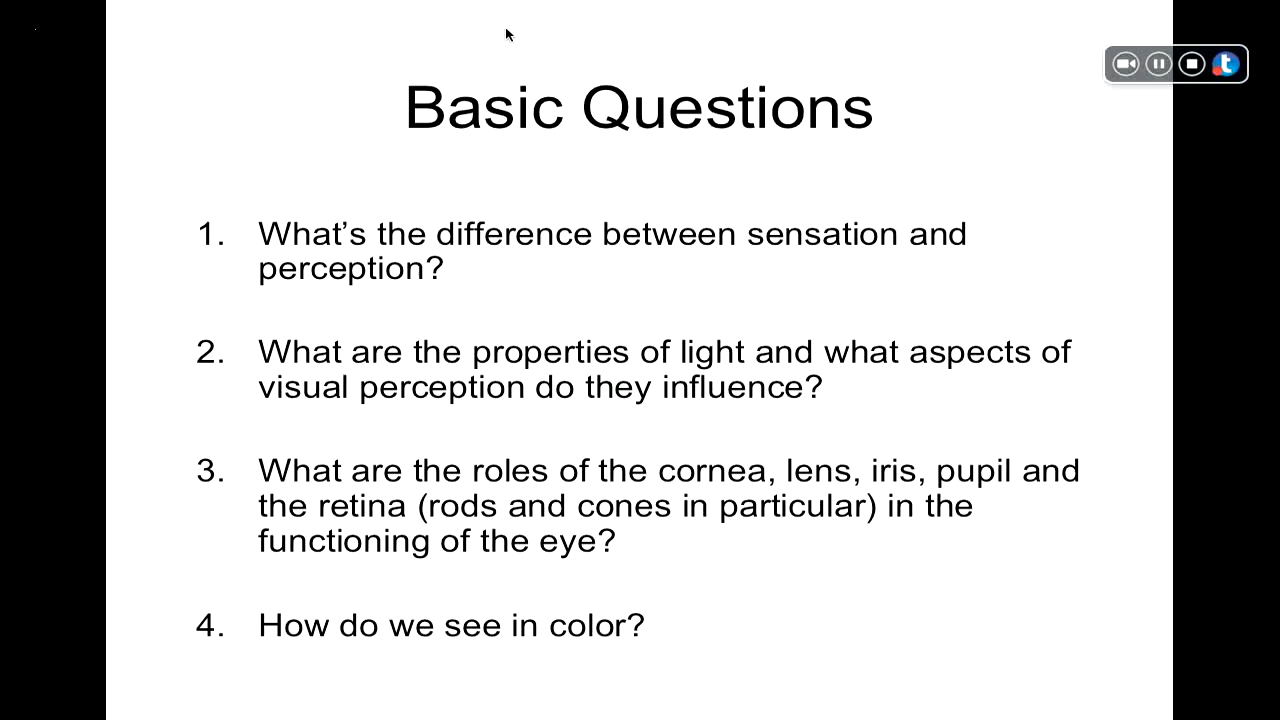 Basic Questions
1. What’s the difference between sensation and
perception?
2. What are the properties of light and what aspects of
visual perception do they influence?
3. What are the roles of the cornea, lens, iris, pupil and
the retina (rods and cones in particular) in the
functioning of the eye?
4. How do we see in color?
t